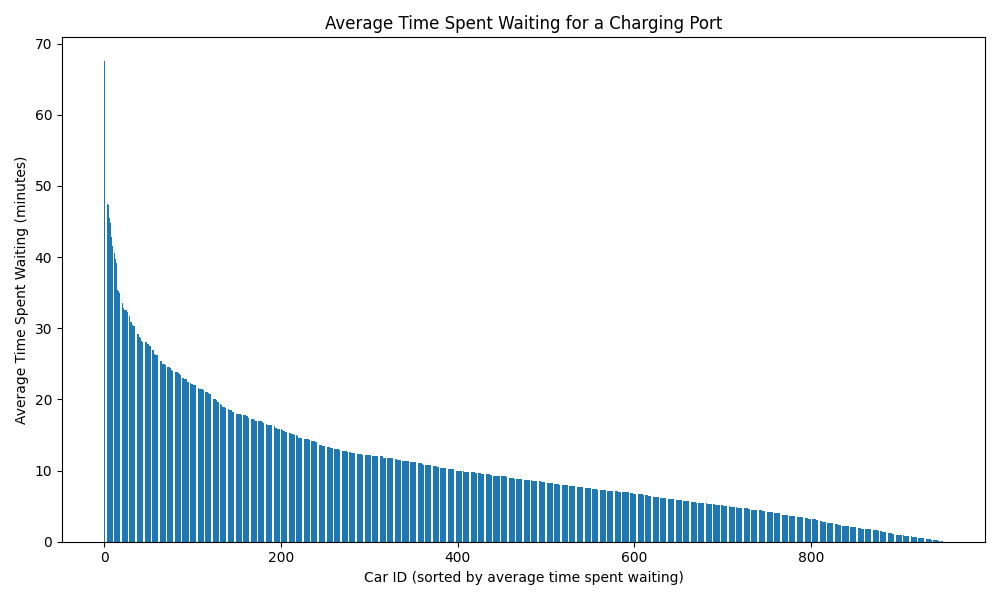 Average Time Spent Waiting for a Charging Port
70
60
50
40
30
20
10
0
Average Time Spent Waiting (minutes)
0 200 400 600 800
Car ID (sorted by average time spent waiting)